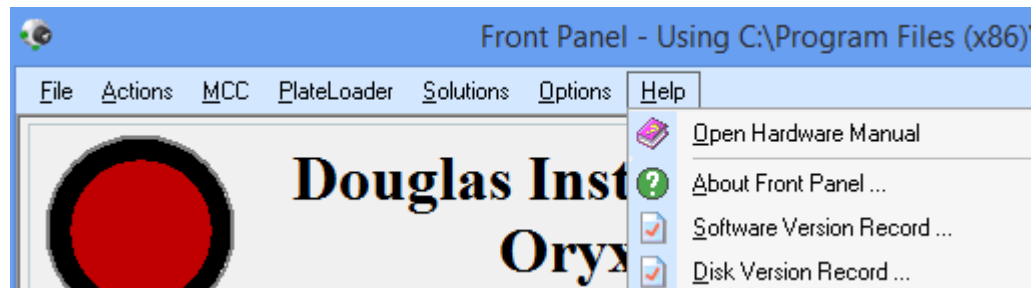 Front Panel - Using C:\Program Files (x86)\
File Actions MCC PlateLoader Solutions Options Help
Open Hardware Manual
Douglas Inst
About Front Panel ...
Software Version Record ...
Oryx
Disk Version Record ...